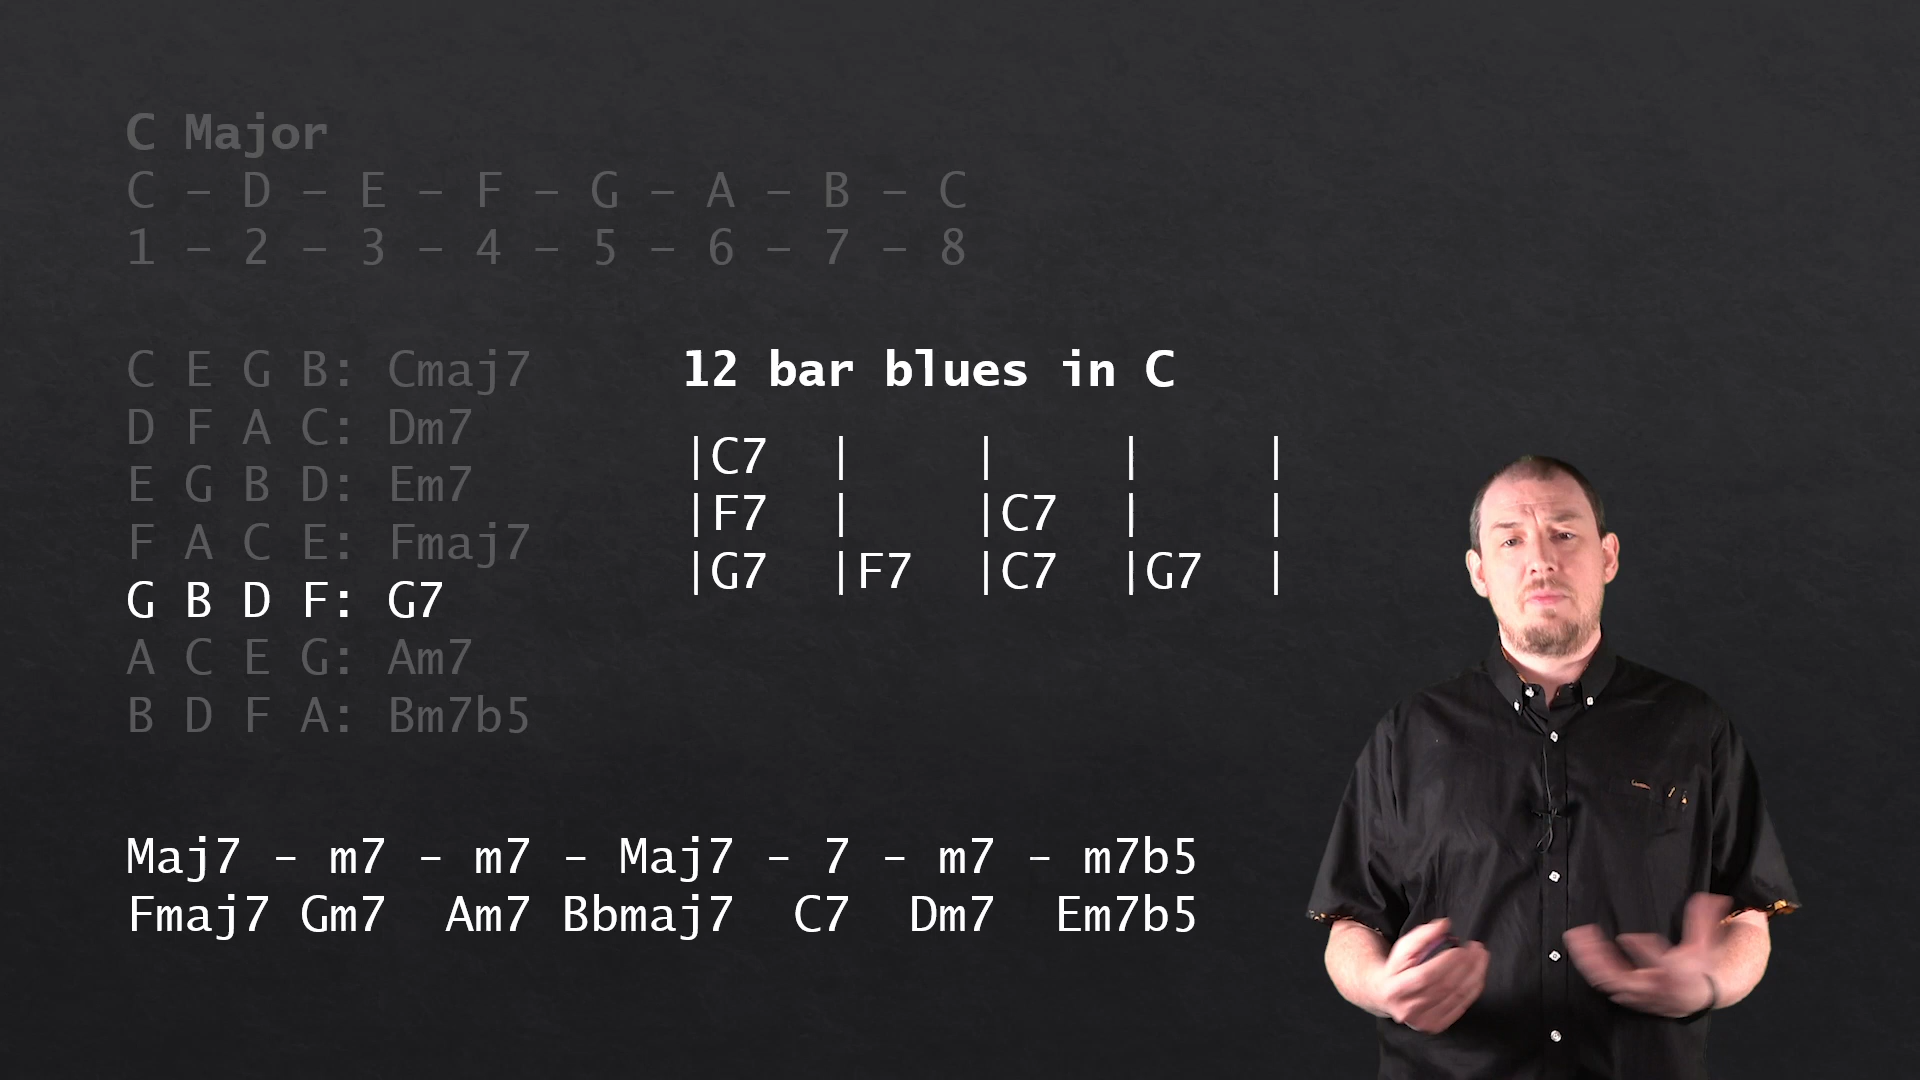 C Major
C – D – E – F – G – A – B – C
1 – 2 – 3 – 4 – 5 – 6 – 7 – 8
C E G B: Cmaj7
D F A C: Dm7
E G B D: Em7
F A C E: Fmaj7
G B D F: G7
A C E G: Am7
B D F A: Bm7b5
12 bar blues in C
|C7 | | | |
|F7 | |C7 | |
|G7 |F7 |C7 |G7 |
Maj7 – m7 – m7 – Maj7 – 7 – m7 – m7b5
Fmaj7 Gm7 Am7 Bbmaj7 C7 Dm7 Em7b5